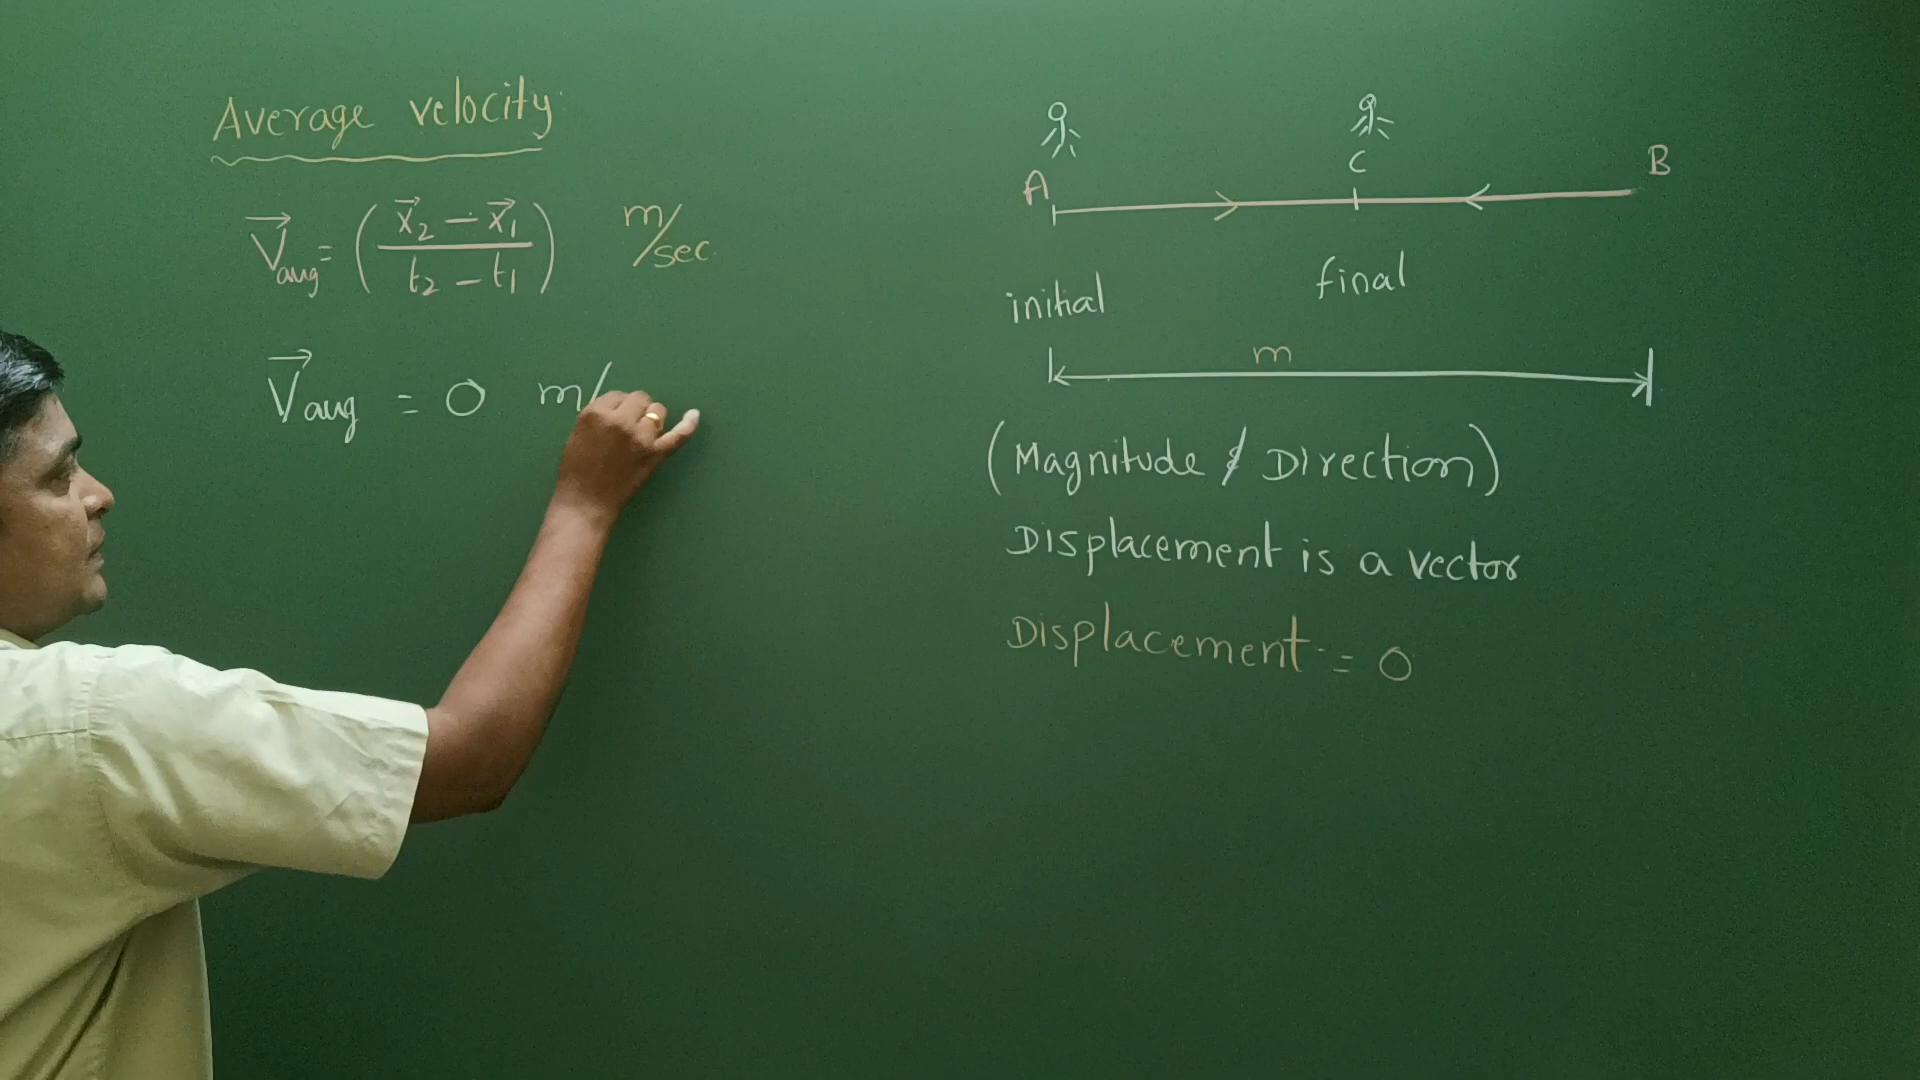 Average velocity
V⃗avg = (x⃗2 − x⃗1 / t2 − t1) m/sec
V⃗avg = 0 m/
A C B
initial final
m
(Magnitude & Direction)
Displacement is a vector
Displacement = 0